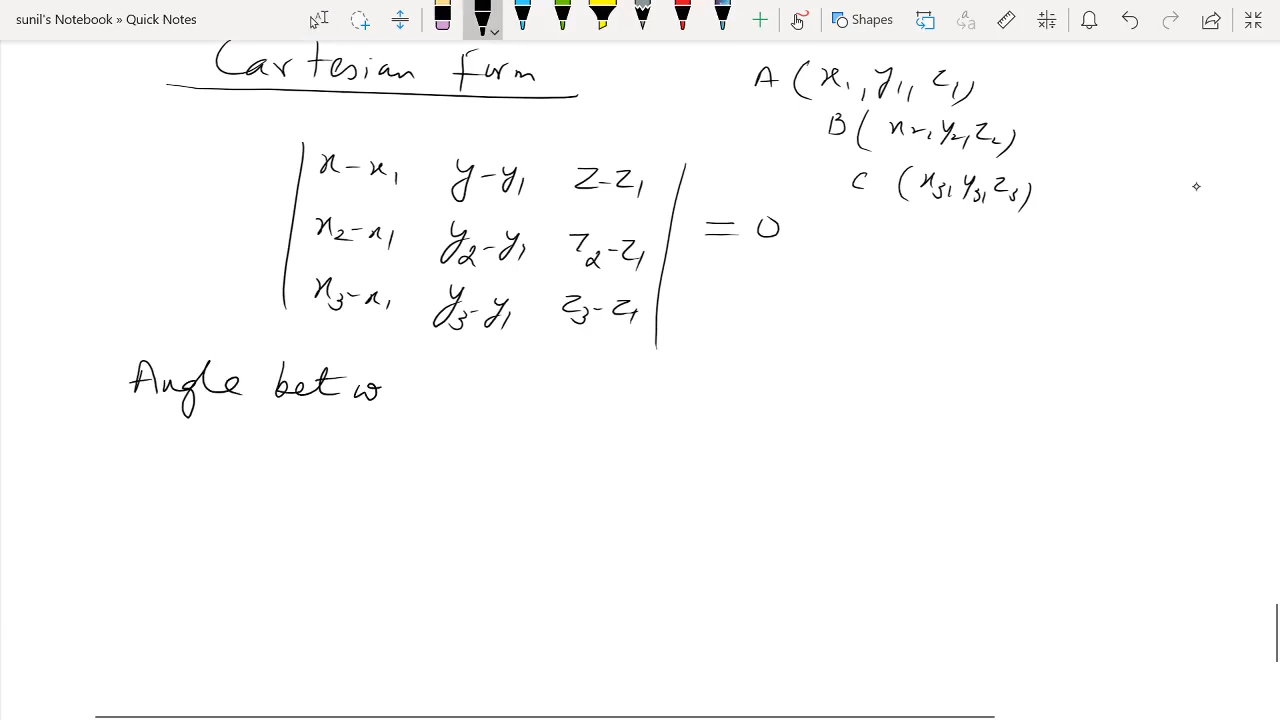 sunil's Notebook » Quick Notes
Shapes
Cartesian form
A (x1, y1, z1)
B (x2, y2, z2)
C (x3, y3, z3)
| x-x1 y-y1 z-z1 |
| x2-x1 y2-y1 z2-z1 | = 0
| x3-x1 y3-y1 z3-z1 |
Angle betw